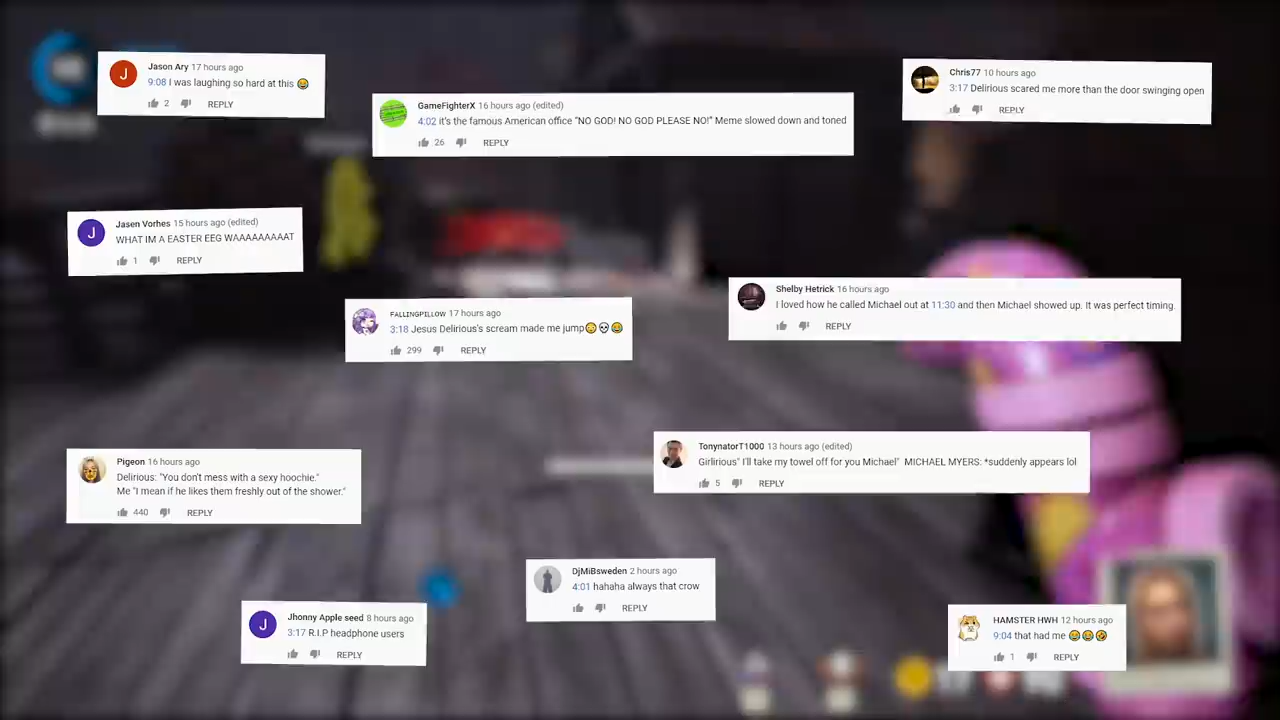 Jason Ary 17 hours ago
9:08 I was laughing so hard at this 😂
2 REPLY
GameFighterX 16 hours ago (edited)
4:02 it's the famous American office "NO GOD! NO GOD PLEASE NO!" Meme slowed down and toned
26 REPLY
Chris77 10 hours ago
3:17 Delirious scared me more than the door swinging open
REPLY
Jasen Vorhes 15 hours ago (edited)
WHAT IM A EASTER EEG WAAAAAAAAAT
1 REPLY
Shelby Hetrick 16 hours ago
I loved how he called Michael out at 11:30 and then Michael showed up. It was perfect timing.
REPLY
ꜰᴀʟʟɪɴɢᴘɪʟʟᴏᴡ 17 hours ago
3:18 Jesus Delirious's scream made me jump😳💀😂
299 REPLY
TonynatorT1000 13 hours ago (edited)
Girlirious" I'll take my towel off for you Michael" MICHAEL MYERS: *suddenly appears lol
5 REPLY
Pigeon 16 hours ago
Delirious: "You don't mess with a sexy hoochie."
Me "I mean if he likes them freshly out of the shower."
440 REPLY
DjMiBsweden 2 hours ago
4:01 hahaha always that crow
REPLY
Jhonny Apple seed 8 hours ago
3:17 R.I.P headphone users
REPLY
HAMSTER HWH 12 hours ago
9:04 that had me 😂😂🤣
1 REPLY
J
J
J